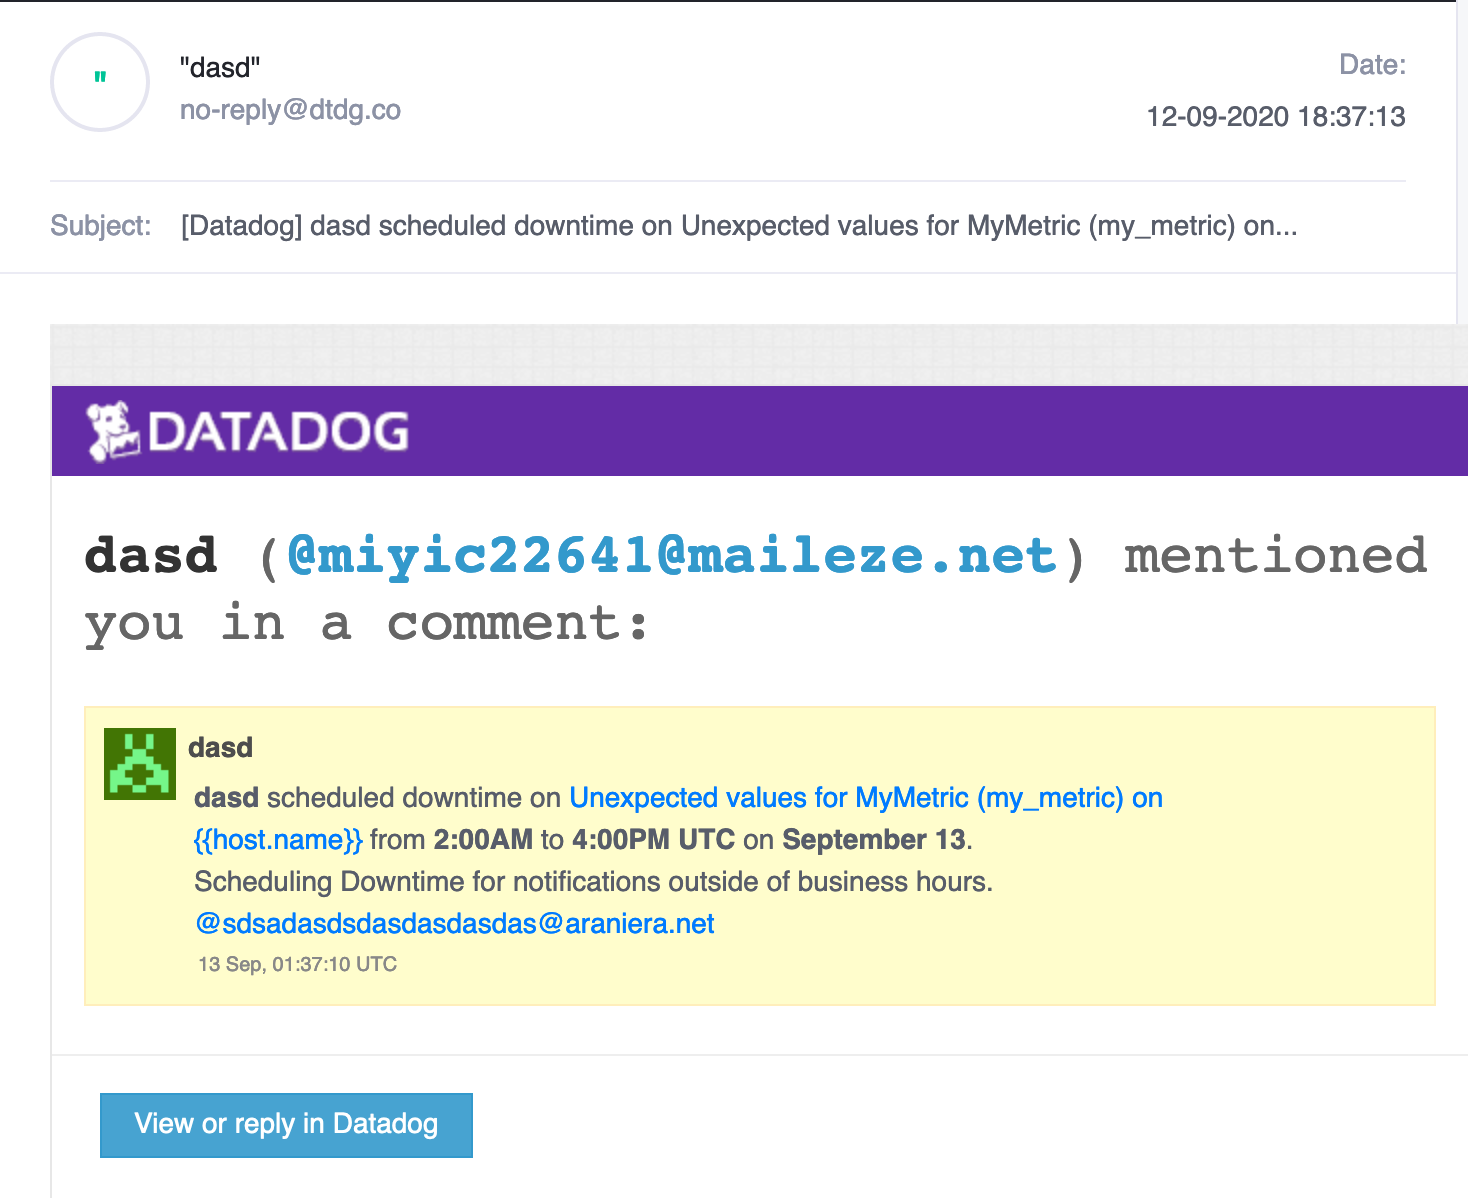 "
"dasd"
no-reply@dtdg.co
Date:
12-09-2020 18:37:13
Subject: [Datadog] dasd scheduled downtime on Unexpected values for MyMetric (my_metric) on...
DATADOG
dasd (@miyic22641@maileze.net) mentioned
you in a comment:
dasd
dasd scheduled downtime on Unexpected values for MyMetric (my_metric) on
{{host.name}} from 2:00AM to 4:00PM UTC on September 13.
Scheduling Downtime for notifications outside of business hours.
@sdsadasdsdasdasdasdas@araniera.net
13 Sep, 01:37:10 UTC
View or reply in Datadog